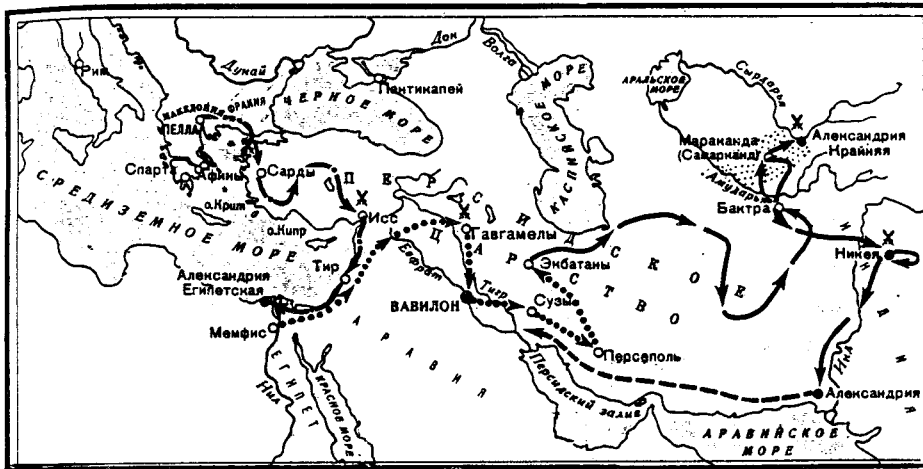 Рим
Дунай
Дон
Волга
Пантикапей
ЧЕРНОЕ МОРЕ
КАСПИЙСКОЕ МОРЕ
АРАЛЬСКОЕ
МОРЕ
Сырдарья
МАКЕДОНИЯ
ФРАКИЯ
ПЕЛЛА
Спарта
Афины
Сарды
о.Крит
о.Кипр
СРЕДИЗЕМНОЕ МОРЕ
Исс
ПЕРСИДСКОЕ
ЦАРСТВО
Гавгамелы
Экбатаны
Мараканда
(Самарканд)
Александрия
Крайняя
Амударья
Бактра
Никея
ИНДИЯ
Тир
Евфрат
Тигр
Александрия
Египетская
ВАВИЛОН
Сузы
Мемфис
АРАВИЯ
Персеполь
ЕГИПЕТ
Нил
КРАСНОЕ МОРЕ
Персидский залив
Инд
Александрия
АРАВИЙСКОЕ
МОРЕ